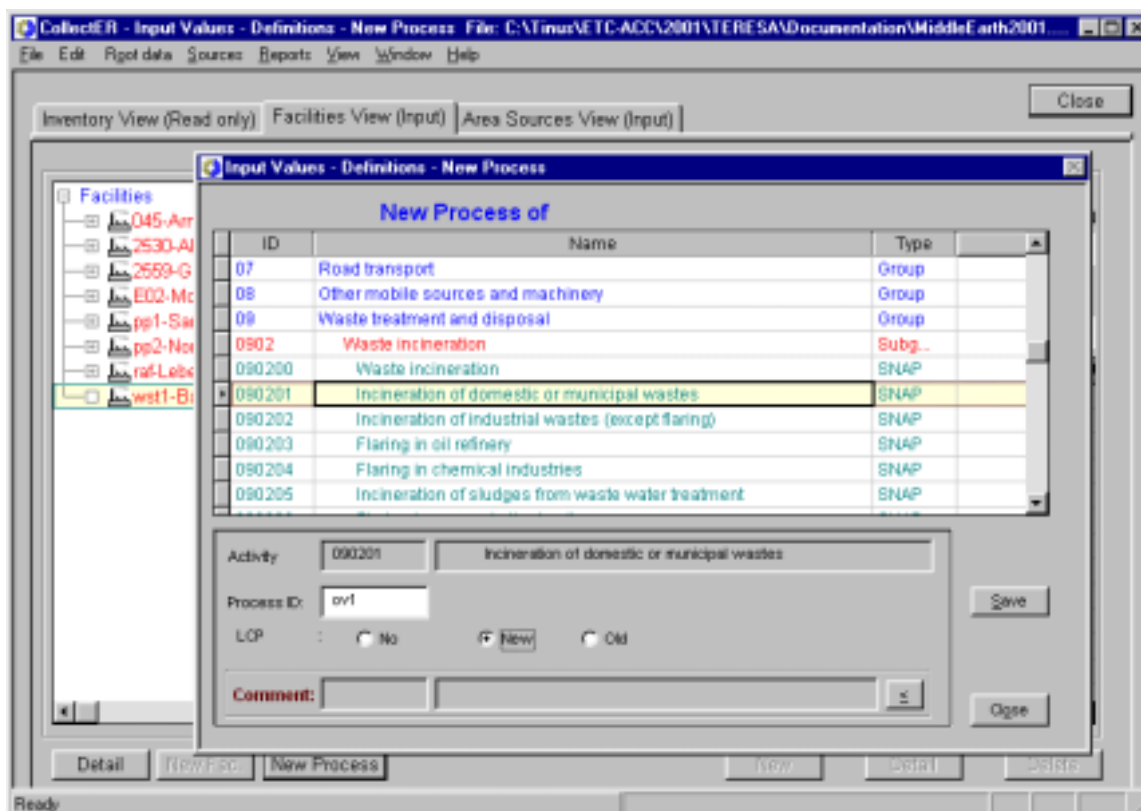 CollectER - Input Values - Definitions - New Process File: C:\Tinus\ETC-ACC\2001\TERESA\Documentation\MiddleEarth2001....
File Edit Root data Sources Reports View Window Help
Close
Inventory View (Read only) Facilities View (Input) Area Sources View (Input)
Input Values - Definitions - New Process
Facilities
045-Arr
2530-Al
2559-G
E02-Mc
pp1-Sar
pp2-Nor
raf-Lebe
wst1-Ba
New Process of
ID Name Type
07 Road transport Group
08 Other mobile sources and machinery Group
09 Waste treatment and disposal Group
0902 Waste incineration Subg...
090200 Waste incineration SNAP
090201 Incineration of domestic or municipal wastes SNAP
090202 Incineration of industrial wastes (except flaring) SNAP
090203 Flaring in oil refinery SNAP
090204 Flaring in chemical industries SNAP
090205 Incineration of sludges from waste water treatment SNAP
Activity 090201 Incineration of domestic or municipal wastes
Process ID: ov1
Save
LCP : No New Old
Comment: <
Close
Detail New Fac. New Process New Detail Delete
Ready